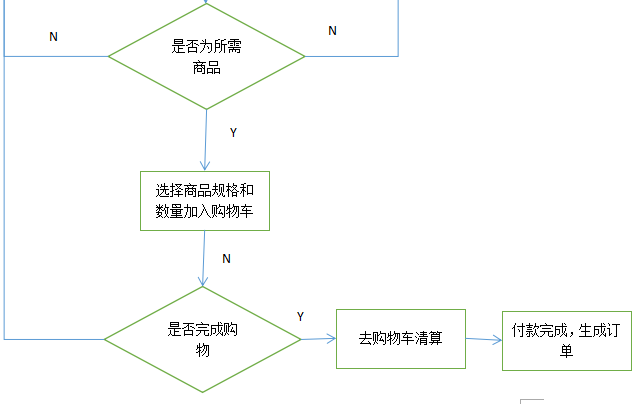 N
是否为所需
商品
N
Y
选择商品规格和
数量加入购物车
N
是否完成购
物
Y
去购物车清算
付款完成，生成订
单